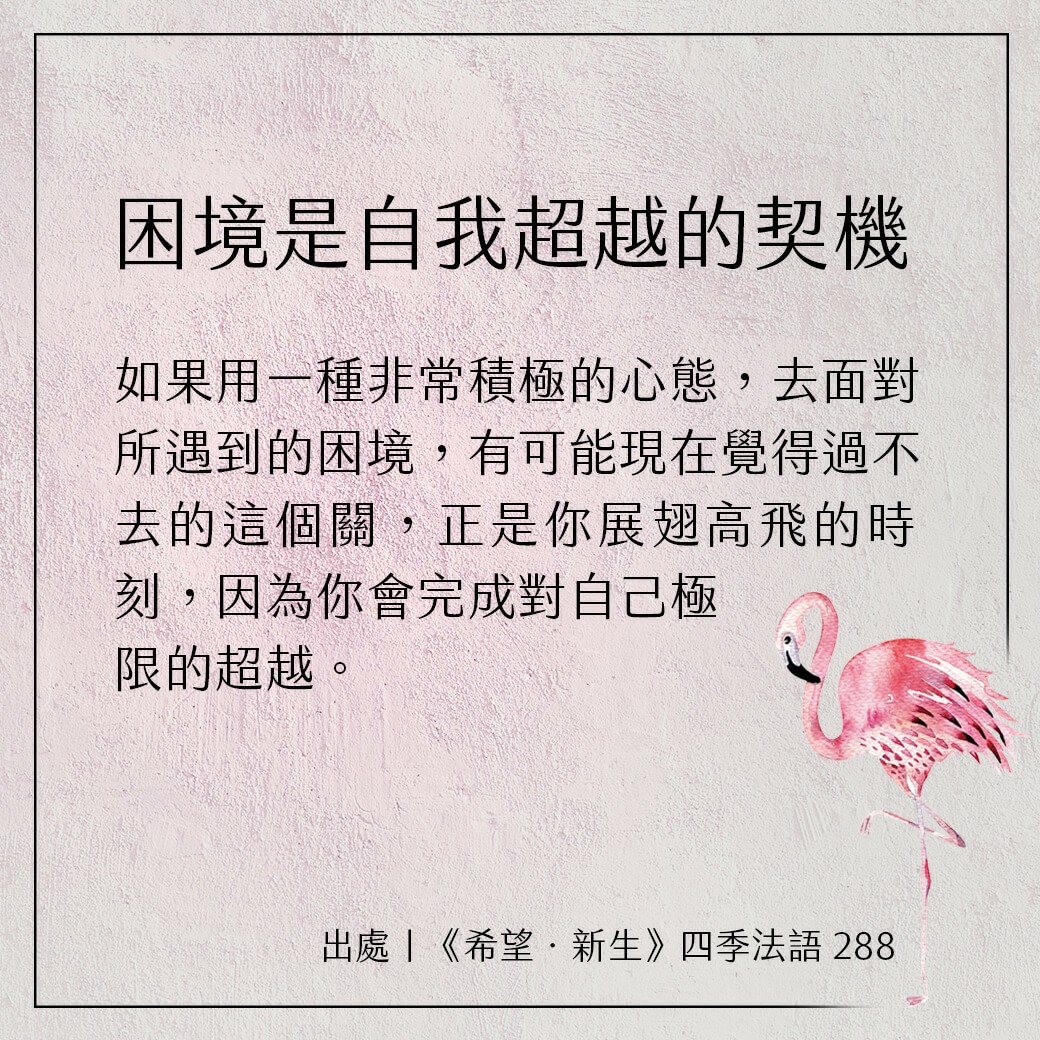 困境是自我超越的契機
如果用一種非常積極的心態，去面對
所遇到的困境，有可能現在覺得過不
去的這個關，正是你展翅高飛的時
刻，因為你會完成對自己極
限的超越。
出處｜《希望．新生》四季法語 288